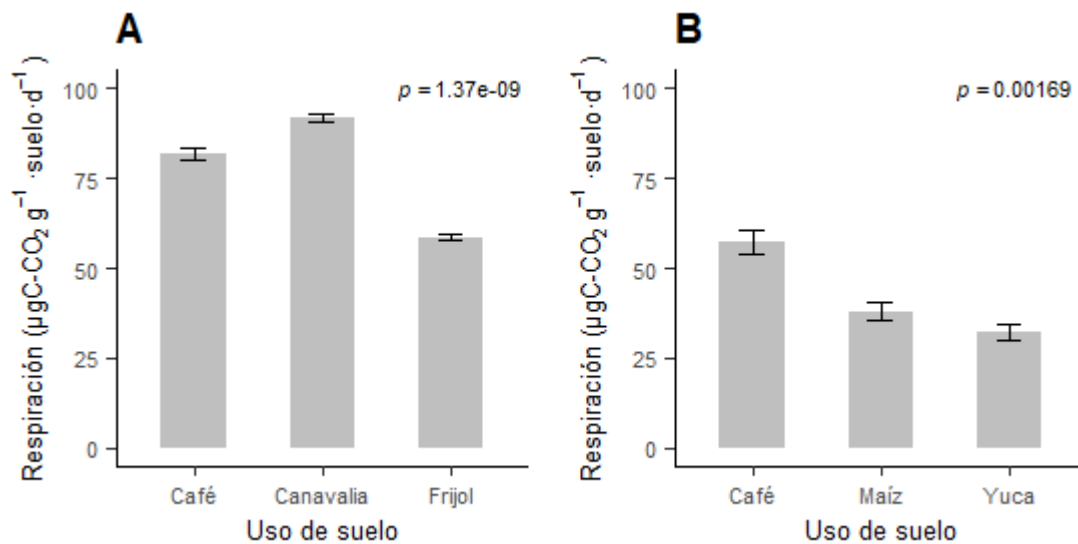 A
Respiración (µgC-CO₂ g⁻¹ ·suelo·d⁻¹ )
p = 1.37e-09
100
75
50
25
0
Café Canavalia Frijol
Uso de suelo
B
Respiración (µgC-CO₂ g⁻¹ ·suelo·d⁻¹ )
p = 0.00169
100
75
50
25
0
Café Maíz Yuca
Uso de suelo